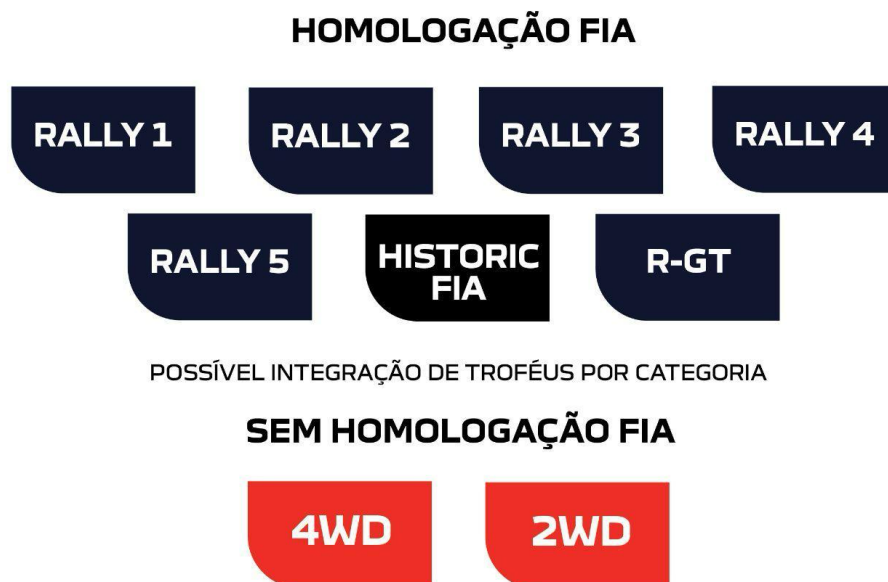 HOMOLOGAÇÃO FIA
RALLY 1
RALLY 2
RALLY 3
RALLY 4
RALLY 5
HISTORIC
FIA
R-GT
POSSÍVEL INTEGRAÇÃO DE TROFÉUS POR CATEGORIA
SEM HOMOLOGAÇÃO FIA
4WD
2WD